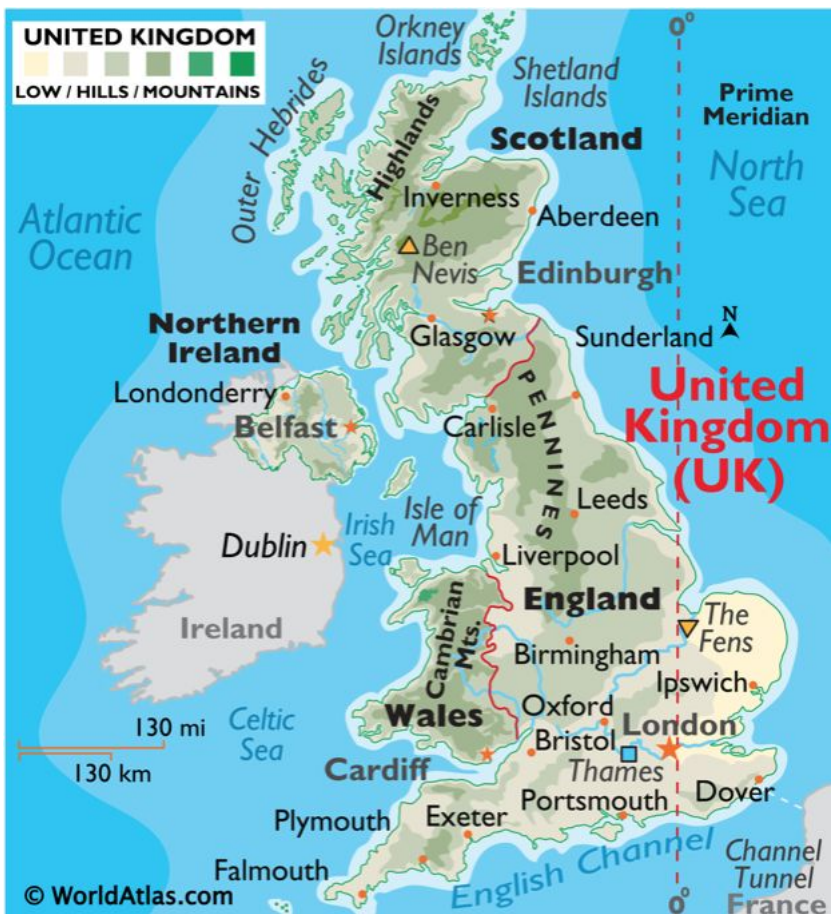 UNITED KINGDOM
LOW / HILLS / MOUNTAINS
Orkney
Islands
0°
Shetland
Islands
Prime
Meridian
Outer Hebrides
Highlands
Scotland
North
Sea
Atlantic
Ocean
Inverness
Aberdeen
Ben
Nevis
Edinburgh
Northern
Ireland
Glasgow
Sunderland
N
Londonderry
Belfast
Carlisle
PENNINES
United
Kingdom
(UK)
Isle of
Man
Leeds
Dublin
Irish
Sea
Liverpool
England
The
Fens
Ireland
Cambrian
Mts.
Birmingham
Ipswich
130 mi
130 km
Celtic
Sea
Wales
Oxford
London
Cardiff
Bristol
Thames
Dover
Portsmouth
Plymouth
Exeter
Falmouth
English Channel
Channel
Tunnel
France
0°
© WorldAtlas.com